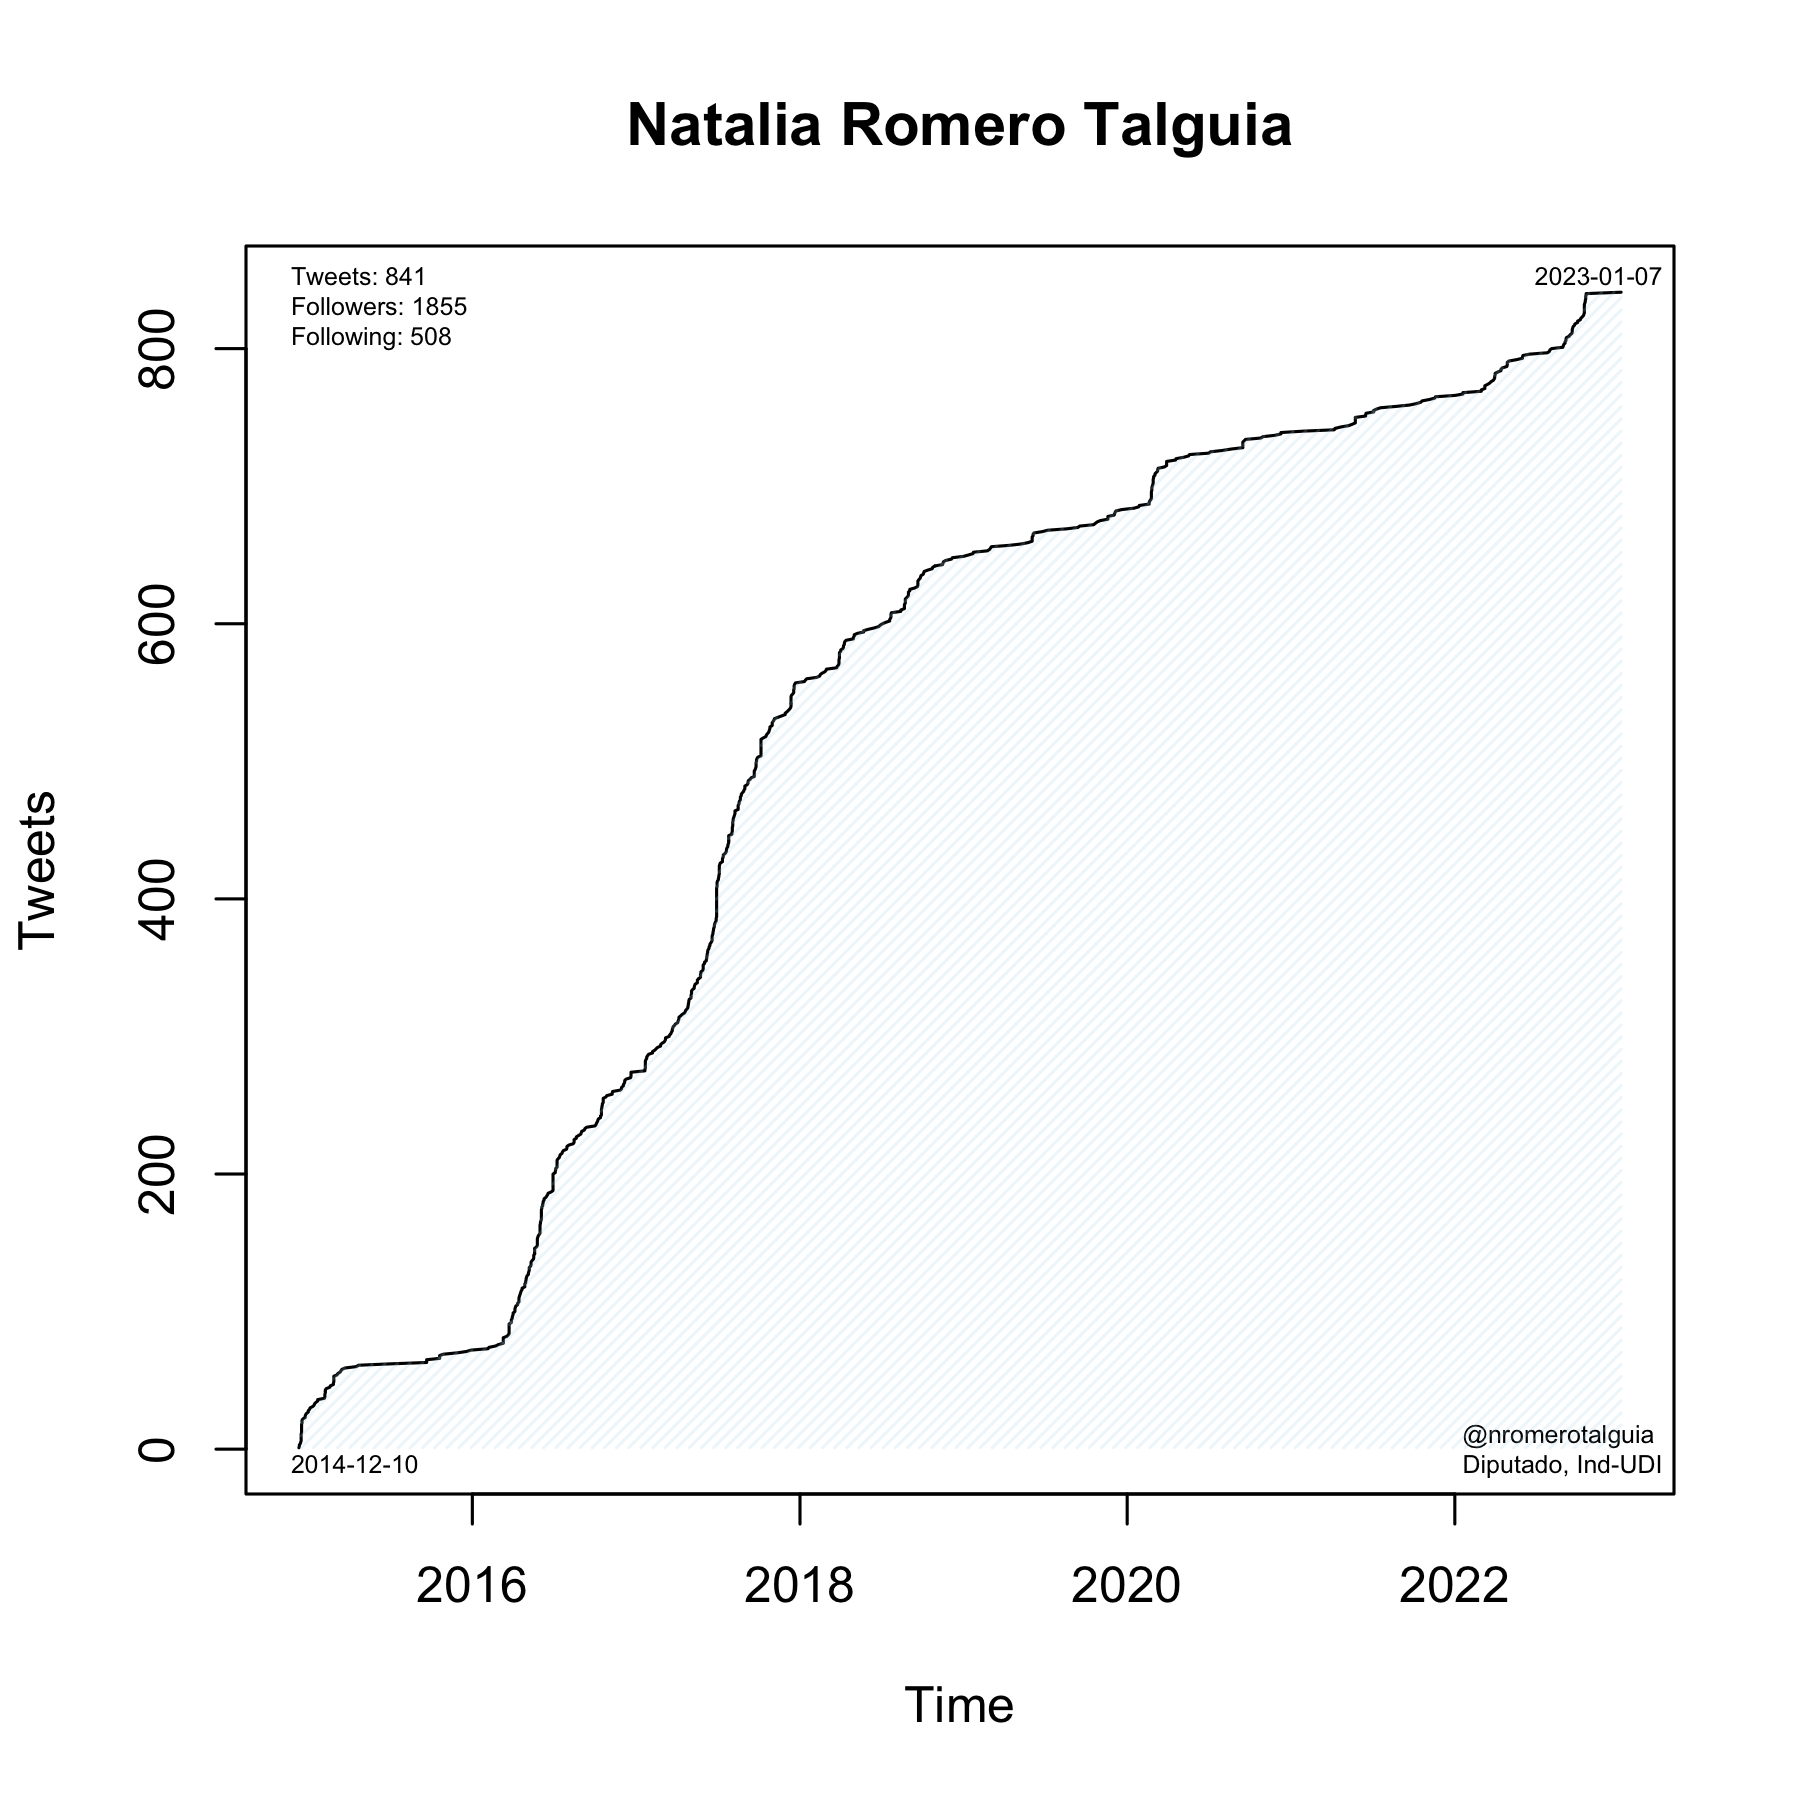 Natalia Romero Talguia
Tweets: 841
Followers: 1855
Following: 508
2023-01-07
800
600
400
200
0
Tweets
2014-12-10
@nromerotalguia
Diputado, Ind-UDI
2016
2018
2020
2022
Time